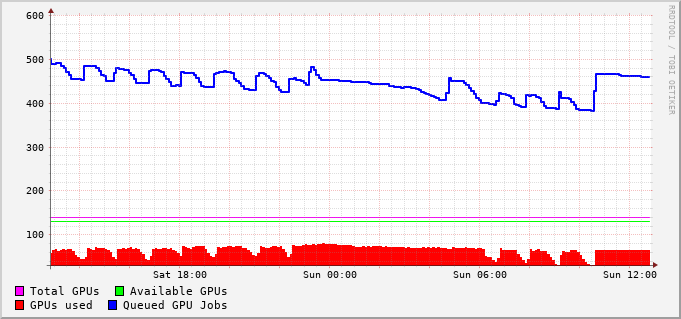 600
500
400
300
200
100
Sat 18:00 Sun 00:00 Sun 06:00 Sun 12:00
Total GPUs Available GPUs
GPUs used Queued GPU Jobs
RRDTOOL / TOBI OETIKER